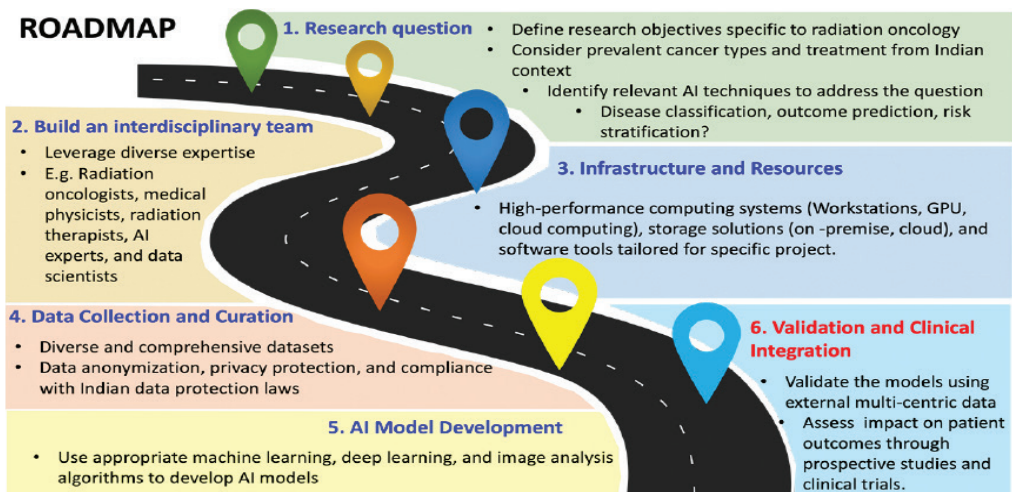 ROADMAP
1. Research question
• Define research objectives specific to radiation oncology
• Consider prevalent cancer types and treatment from Indian
context
• Identify relevant AI techniques to address the question
• Disease classification, outcome prediction, risk
stratification?
2. Build an interdisciplinary team
• Leverage diverse expertise
• E.g. Radiation
oncologists, medical
physicists, radiation
therapists, AI
experts, and data
scientists
3. Infrastructure and Resources
• High-performance computing systems (Workstations, GPU,
cloud computing), storage solutions (on -premise, cloud), and
software tools tailored for specific project.
4. Data Collection and Curation
• Diverse and comprehensive datasets
• Data anonymization, privacy protection, and compliance
with Indian data protection laws
5. AI Model Development
• Use appropriate machine learning, deep learning, and image analysis
algorithms to develop AI models
6. Validation and Clinical
Integration
• Validate the models using
external multi-centric data
• Assess impact on patient
outcomes through
prospective studies and
clinical trials.